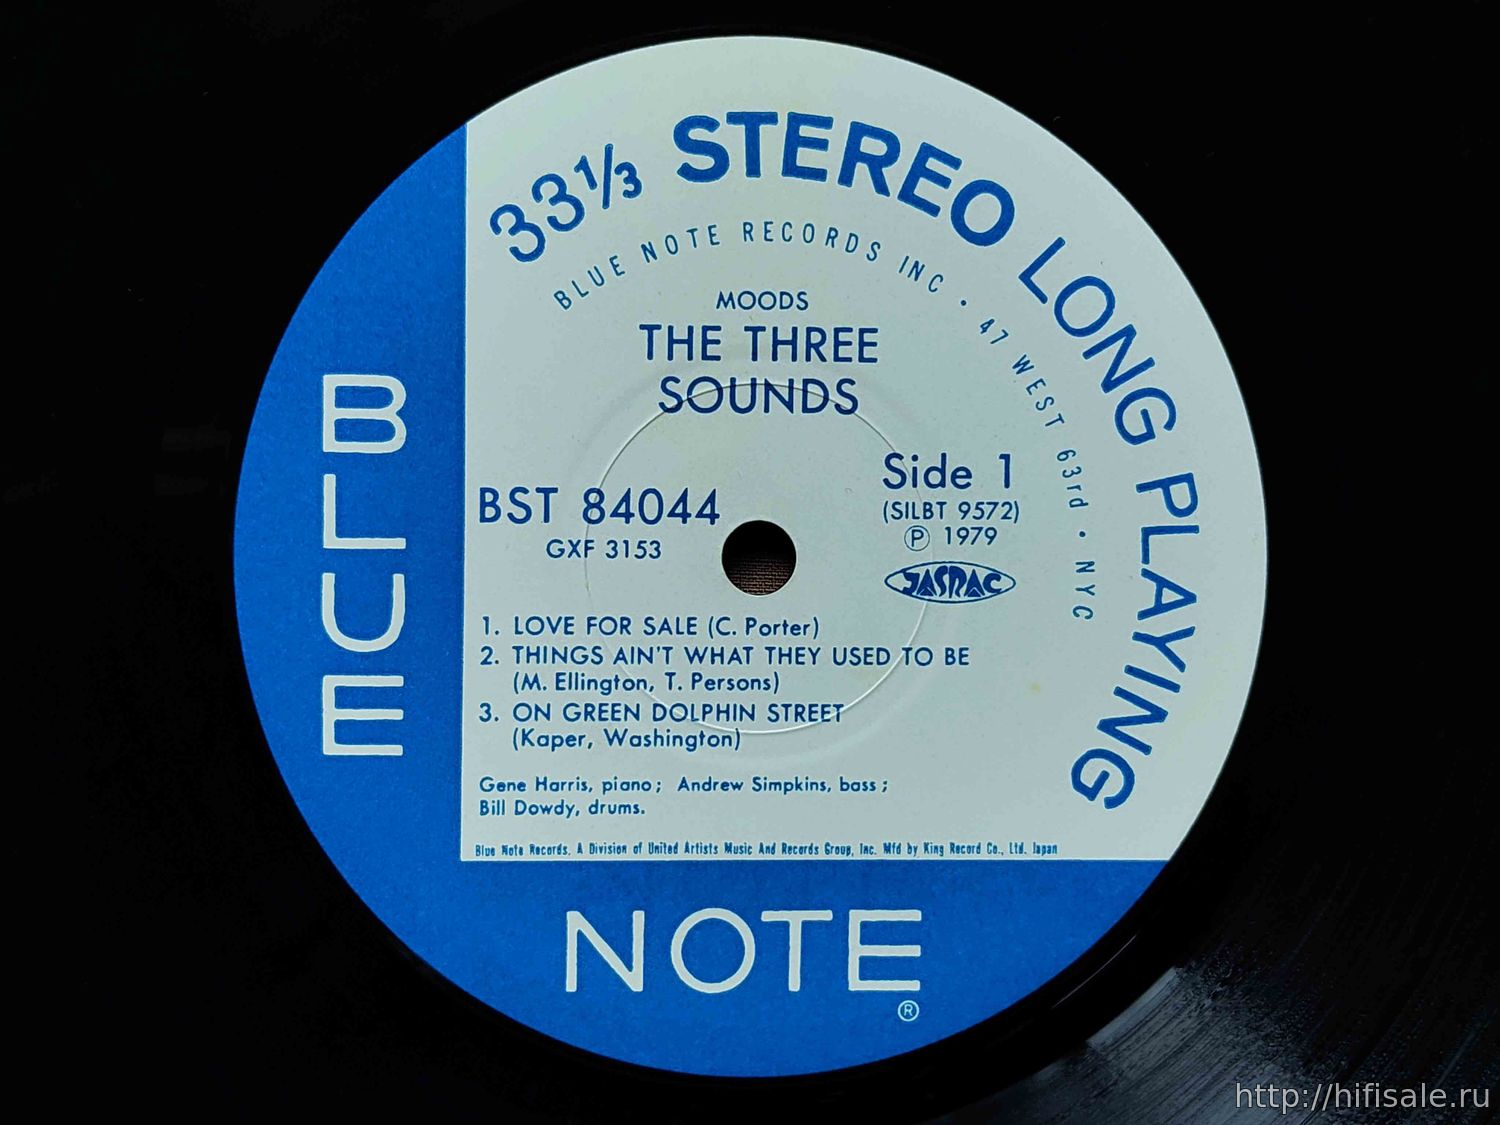 33⅓ STEREO LONG PLAYING
BLUE NOTE RECORDS INC · 47 WEST 63rd · NYC
MOODS
THE THREE
SOUNDS
BST 84044
GXF 3153
Side 1
(SILBT 9572)
Ⓟ 1979
JASRAC
1. LOVE FOR SALE (C. Porter)
2. THINGS AIN'T WHAT THEY USED TO BE
(M. Ellington, T. Persons)
3. ON GREEN DOLPHIN STREET
(Kaper, Washington)
Gene Harris, piano; Andrew Simpkins, bass;
Bill Dowdy, drums.
Blue Note Records. A Division of United Artists Music And Records Group, Inc. Mfd by King Record Co., Ltd. Japan
BLUE
NOTE
®
http://hifisale.ru